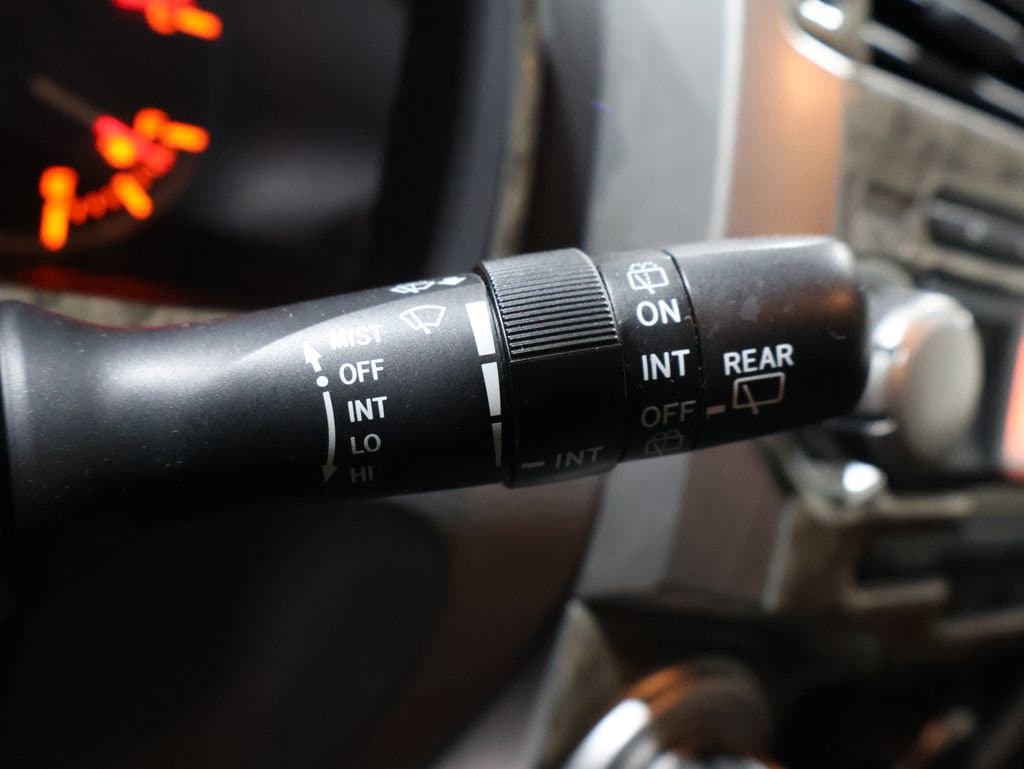 MIST
OFF
INT
LO
HI
INT
ON
INT
OFF
REAR